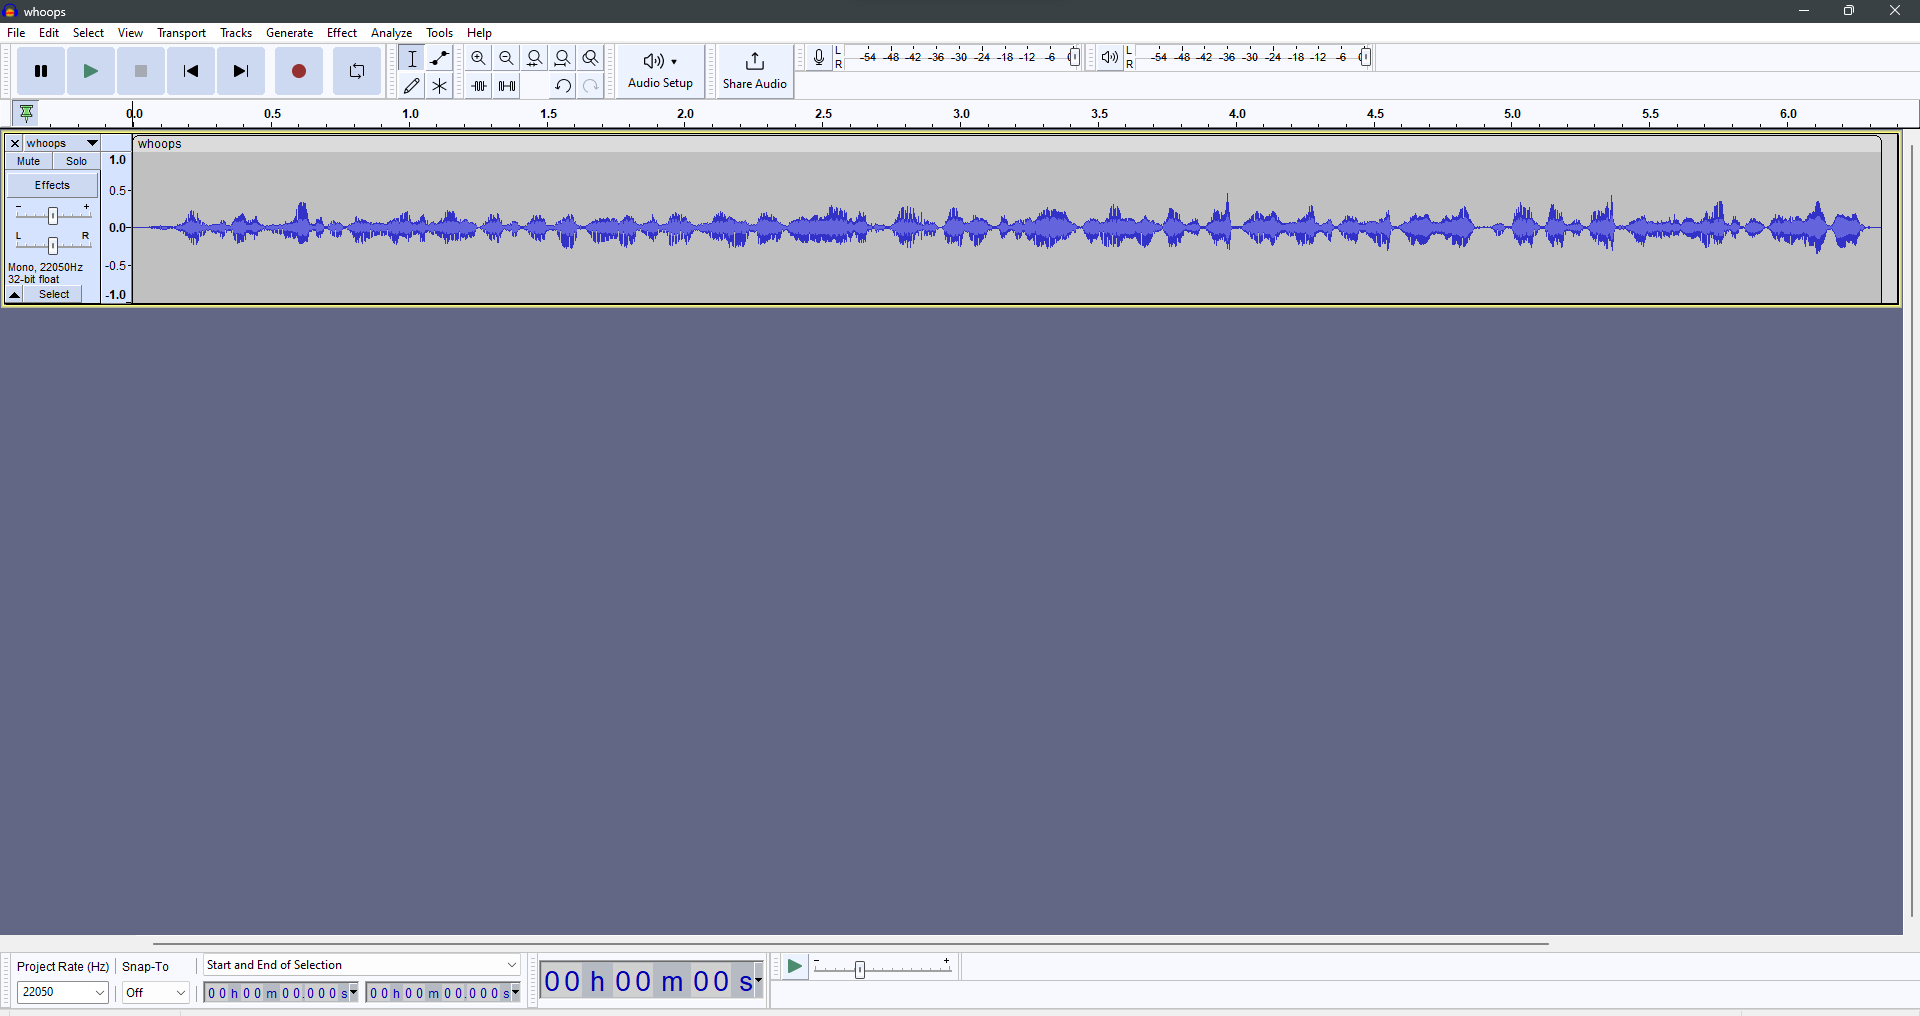 whoops
File Edit Select View Transport Tracks Generate Effect Analyze Tools Help
Audio Setup
Share Audio
L
R
-54 -48 -42 -36 -30 -24 -18 -12 -6 0
L
R
-54 -48 -42 -36 -30 -24 -18 -12 -6 0
0.0 0.5 1.0 1.5 2.0 2.5 3.0 3.5 4.0 4.5 5.0 5.5 6.0
whoops
Mute Solo
Effects
- +
L R
Mono, 22050Hz
32-bit float
Select
1.0
0.5
0.0
-0.5
-1.0
whoops
Project Rate (Hz)
22050
Snap-To
Off
Start and End of Selection
00 h 00 m 00.000 s
00 h 00 m 00.000 s
00 h 00 m 00 s
- +